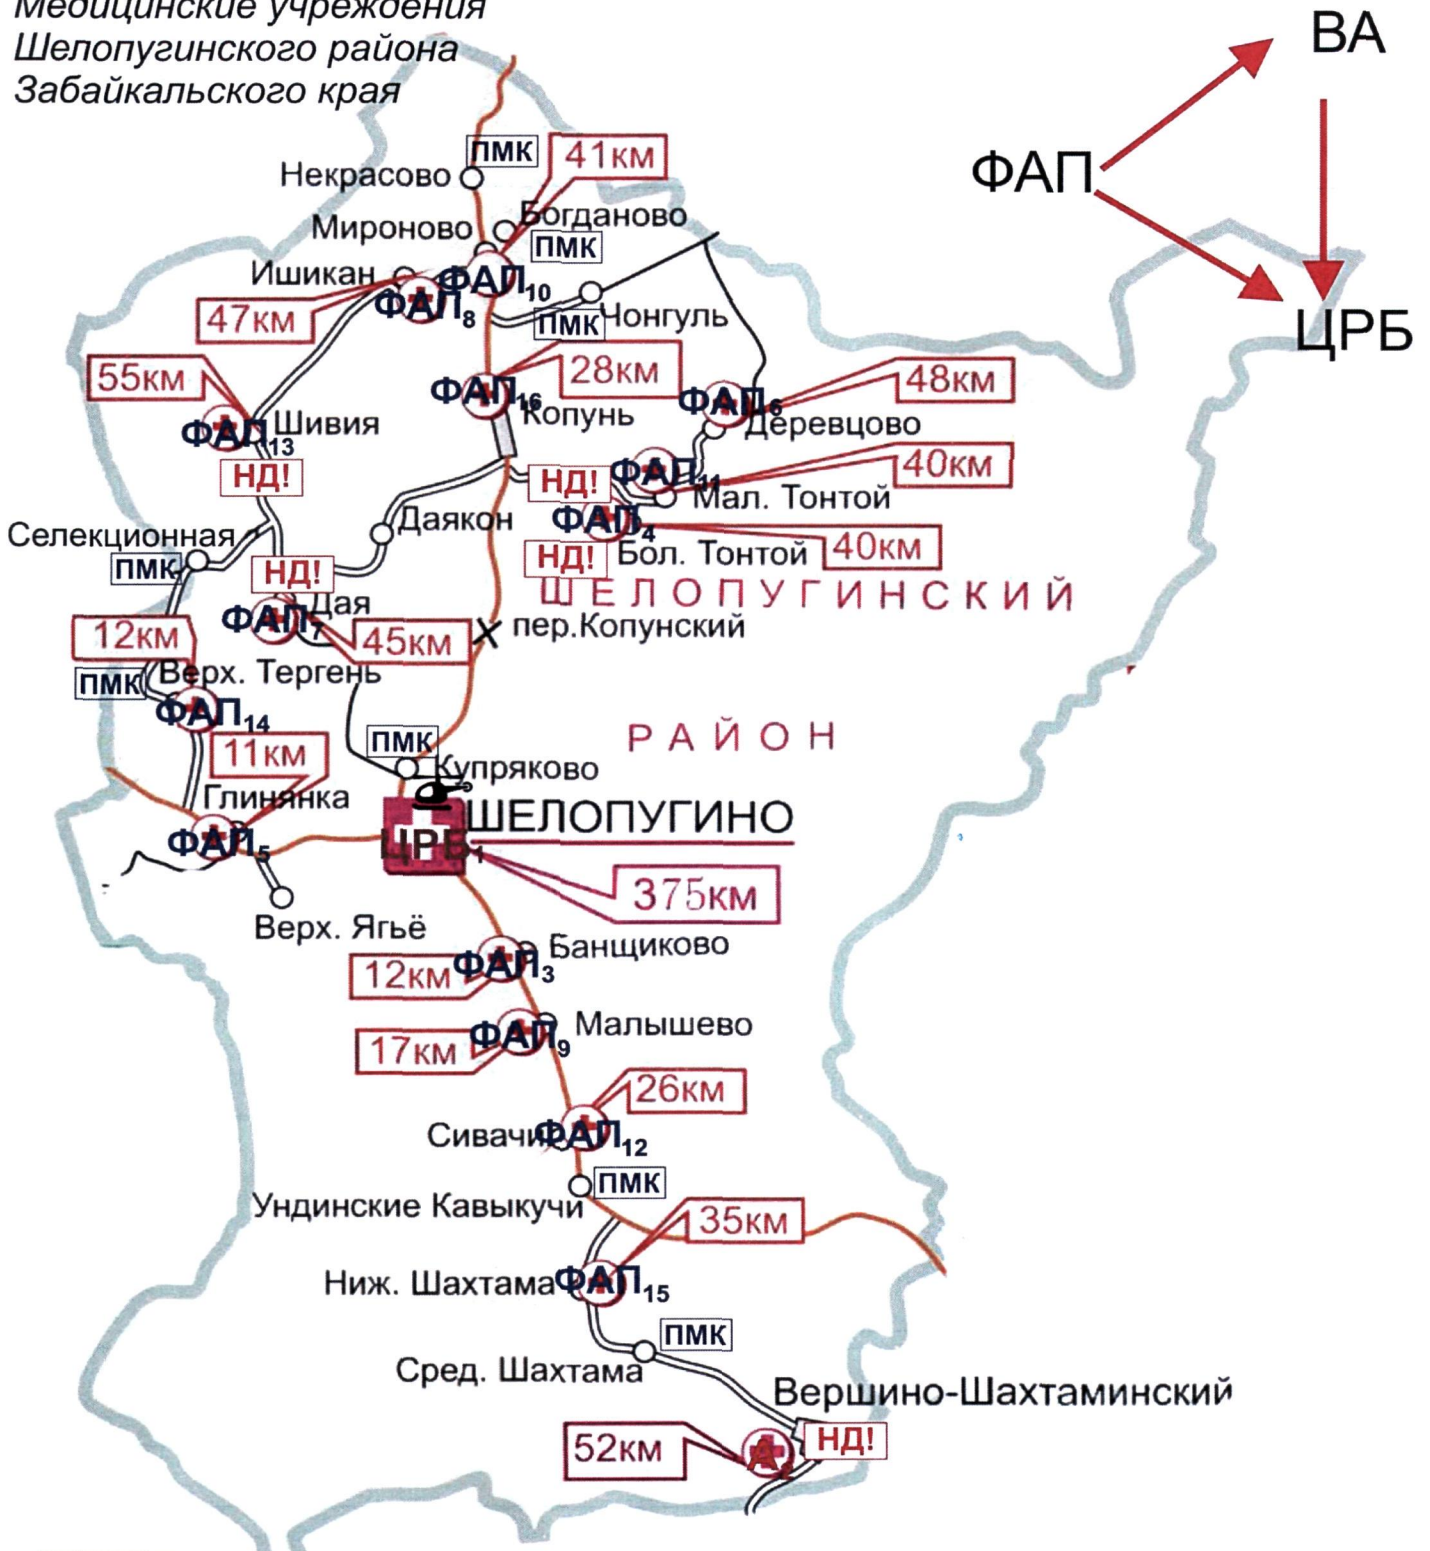 Медицинские учреждения
Шелопугинского района
Забайкальского края
ВА
ФАП
ЦРБ
ПМК
41км
Некрасово
Богданово
Мироново
ПМК
Ишикан
ФАП10
ФАП8
47км
ПМК
Чонгуль
55км
28км
48км
ФАП16
ФАП6
Копунь
Деревцово
Шивия
ФАП13
НД!
НД!
ФАП11
40км
Мал. Тонтой
Даякон
ФАП4
Селекционная
ПМК
НД!
НД!
Бол. Тонтой
40км
ШЕЛОПУГИНСКИЙ
Дая
ФАП7
12км
45км
пер.Копунский
Верх. Тергень
ПМК
ФАП14
РАЙОН
11км
ПМК
Купряково
Глинянка
ШЕЛОПУГИНО
ФАП5
ЦРБ1
375км
Верх. Ягьё
Банщиково
12км
ФАП3
Малышево
17км
ФАП9
26км
Сивачи
ФАП12
ПМК
Ундинские Кавыкучи
35км
Ниж. Шахтама
ФАП15
ПМК
Сред. Шахтама
Вершино-Шахтаминский
52км
А
НД!